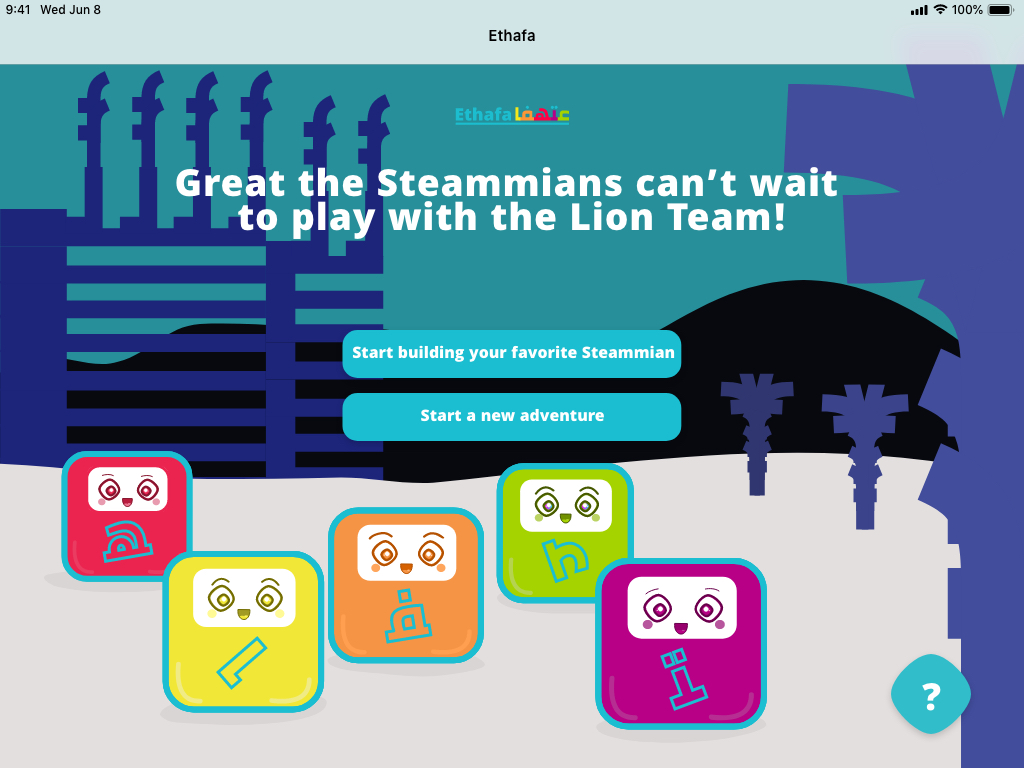 9:41 Wed Jun 8
100%
Ethafa
Ethafa
Great the Steammians can’t wait
to play with the Lion Team!
Start building your favorite Steammian
Start a new adventure
?